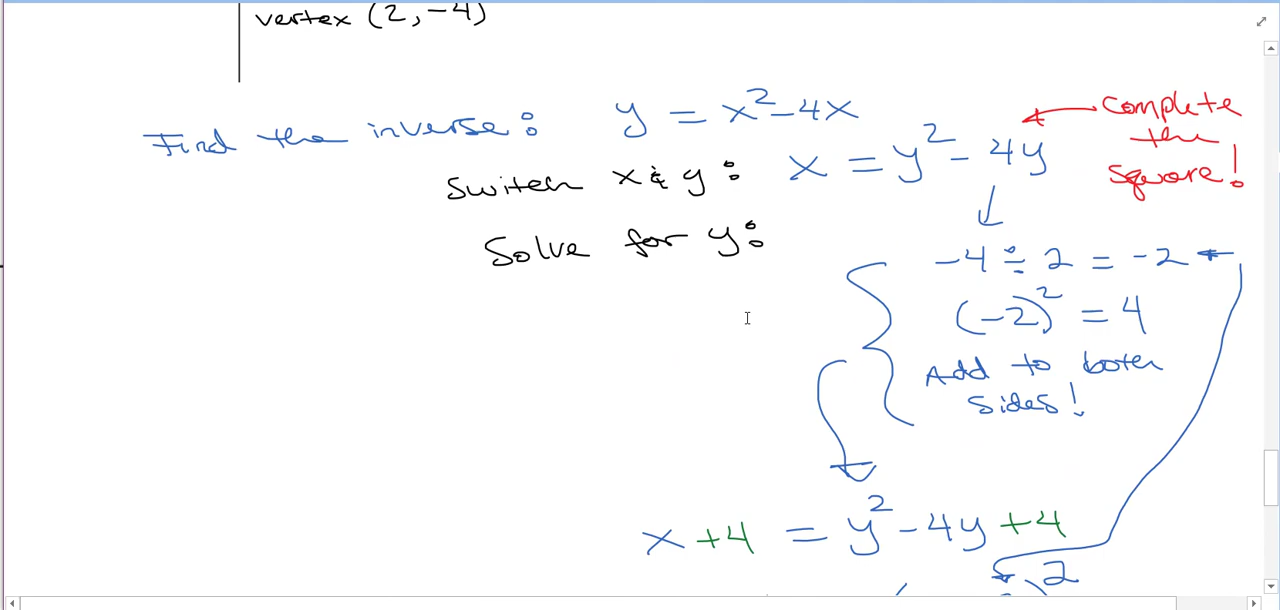 vertex (2, -4)
Find the inverse: y = x² - 4x
complete the square!
Switch x & y: x = y² - 4y
Solve for y:
-4 ÷ 2 = -2
(-2)² = 4
Add to both
sides!
x + 4 = y² - 4y + 4